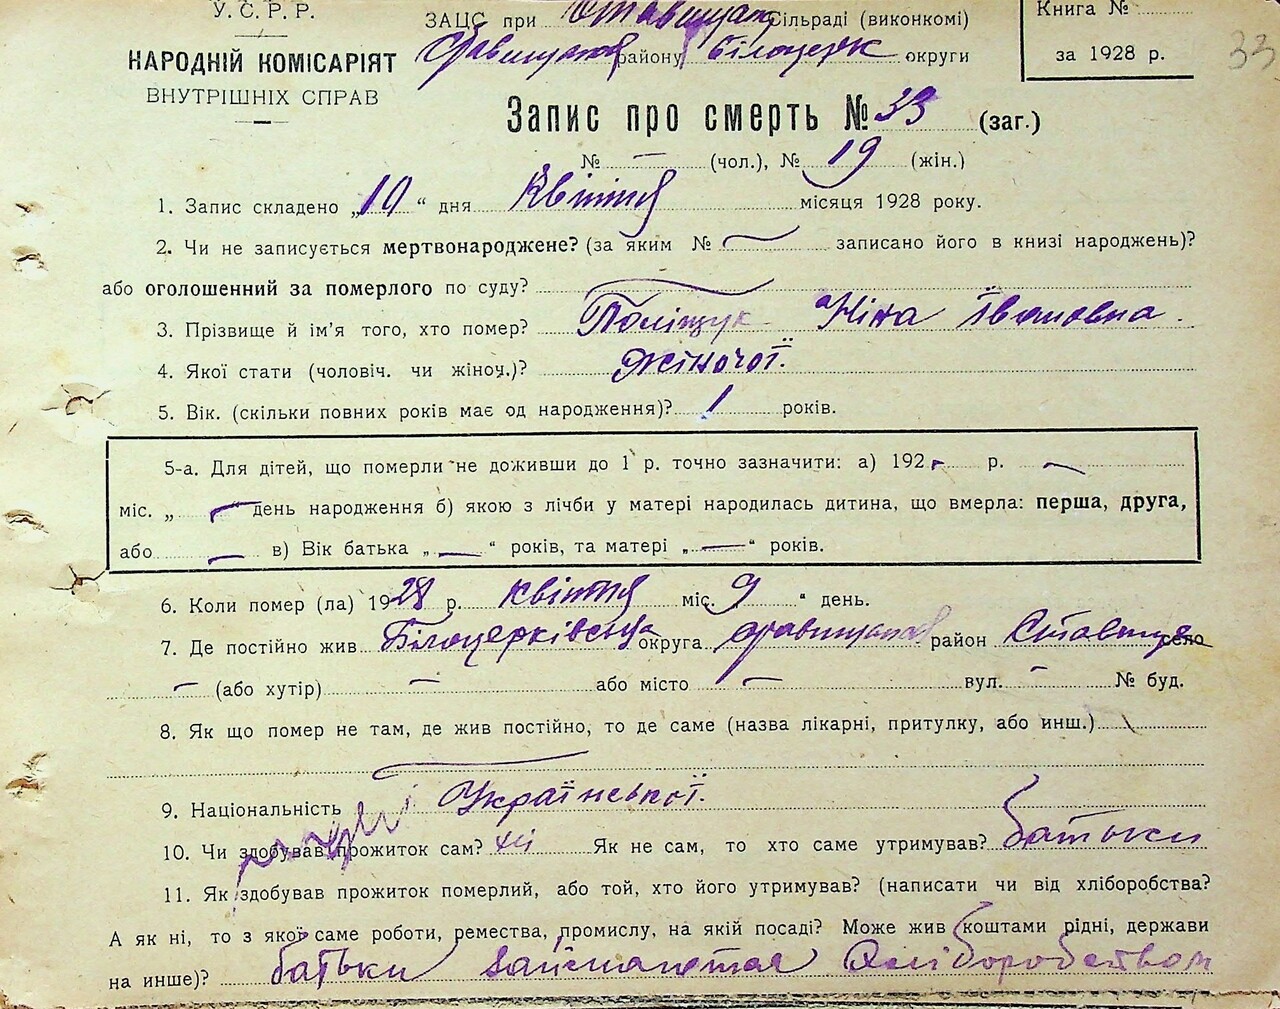 У.С.Р.Р.
НАРОДНІЙ КОМІСАРІЯТ
ВНУТРІШНІХ СПРАВ
ЗАЦС при Ставищах Сільраді (виконкомі)
району Білоцерк округи
Книга №
за 1928 р.
33
Запис про смерть № 33 (заг.)
№ — (чол.), № 19 (жін.)
1. Запис складено „10“ дня Квітня місяця 1928 року.
2. Чи не записується мертвонароджене? (за яким № — записано його в книзі народжень)?
або оголошенний за померлого по суду? —
3. Прізвище й ім'я того, хто помер? Поліщук Ніна Івановна.
4. Якої стати (чоловіч. чи жіноч.)? Жіночої.
5. Вік. (скільки повних років має од народження)? 1 років.
5-а. Для дітей, що померли не доживши до 1 р. точно зазначити: а) 192 - р. —
міс. „ — день народження б) якою з лічби у матері народилась дитина, що вмерла: перша, друга,
або — в) Вік батька „ — “ років, та матері „ — “ років.
6. Коли помер (ла) 1928 р. Квітня міс. 9 “ день.
7. Де постійно жив Білоцерківська округа район Ставища село
— (або хутір) — або місто — вул. — № буд.
8. Як що помер не там, де жив постійно, то де саме (назва лікарні, притулку, або инш.)
—
9. Національність Української.
10. Чи здобував прожиток сам? ні Як не сам, то хто саме утримував? батьки
11. Як здобував прожиток померлий, або той, хто його утримував? (написати чи від хліборобства?
А як ні, то з якої саме роботи, ремества, промислу, на якій посаді? Може жив коштами рідні, держави
на инше)? батьки займаются Хліборобством